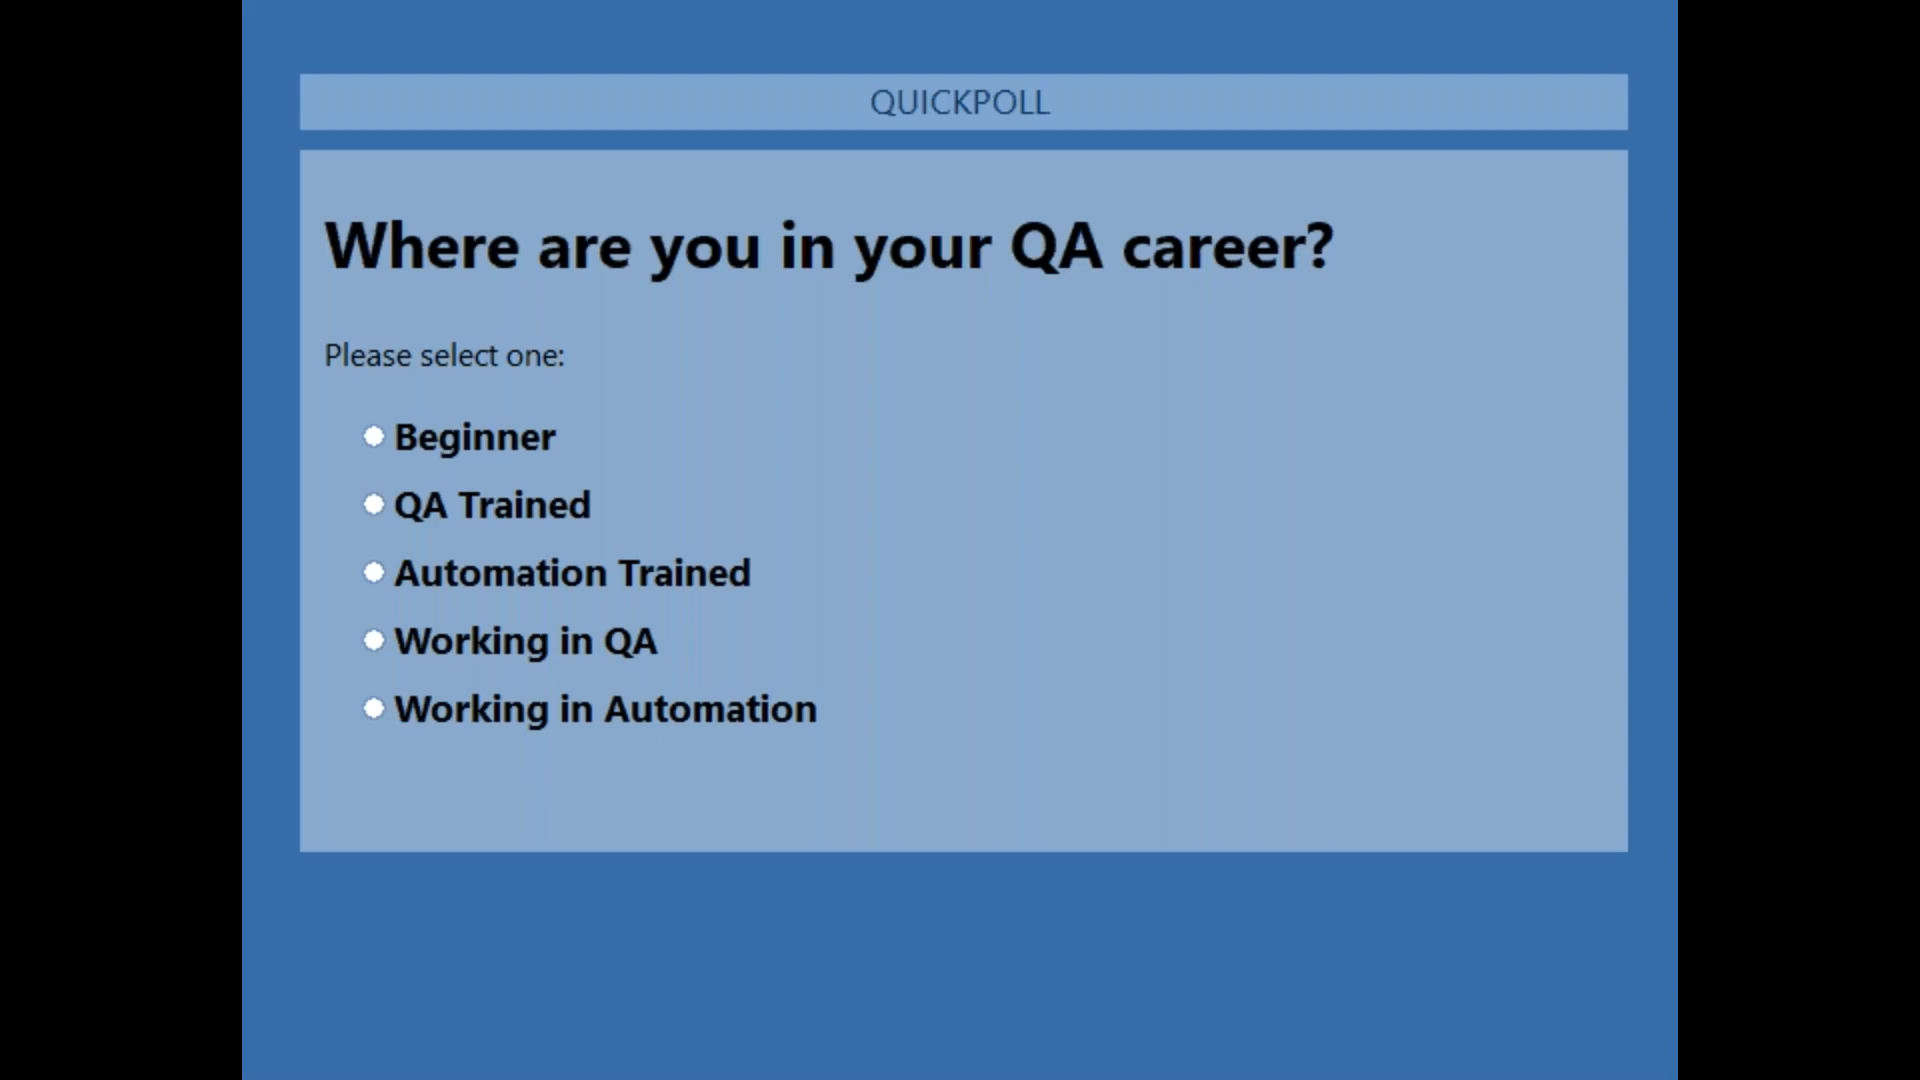 QUICKPOLL
Where are you in your QA career?
Please select one:
Beginner
QA Trained
Automation Trained
Working in QA
Working in Automation